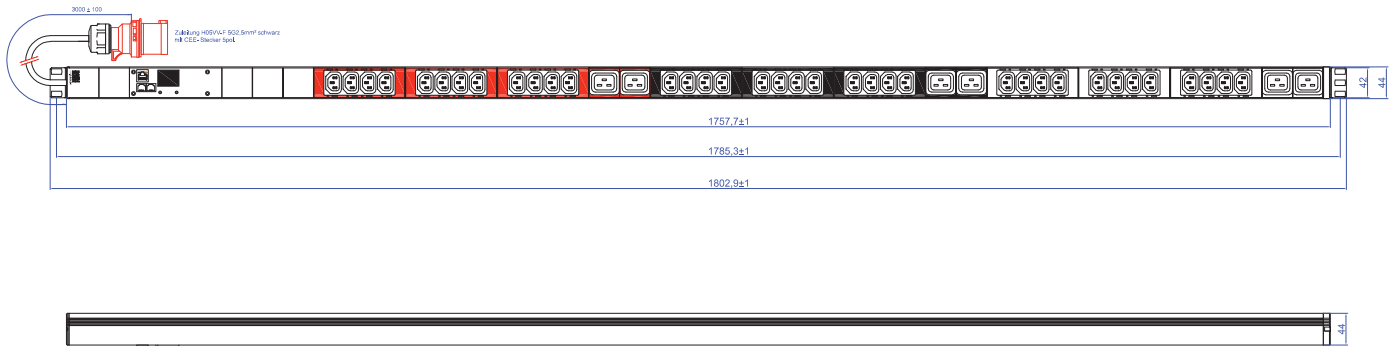 3000 ± 100
Zuleitung H05VV-F 5G2,5mm² schwarz
mit CEE-Stecker 5pol.
42
44
1757,7±1
1785,3±1
1802,9±1
44